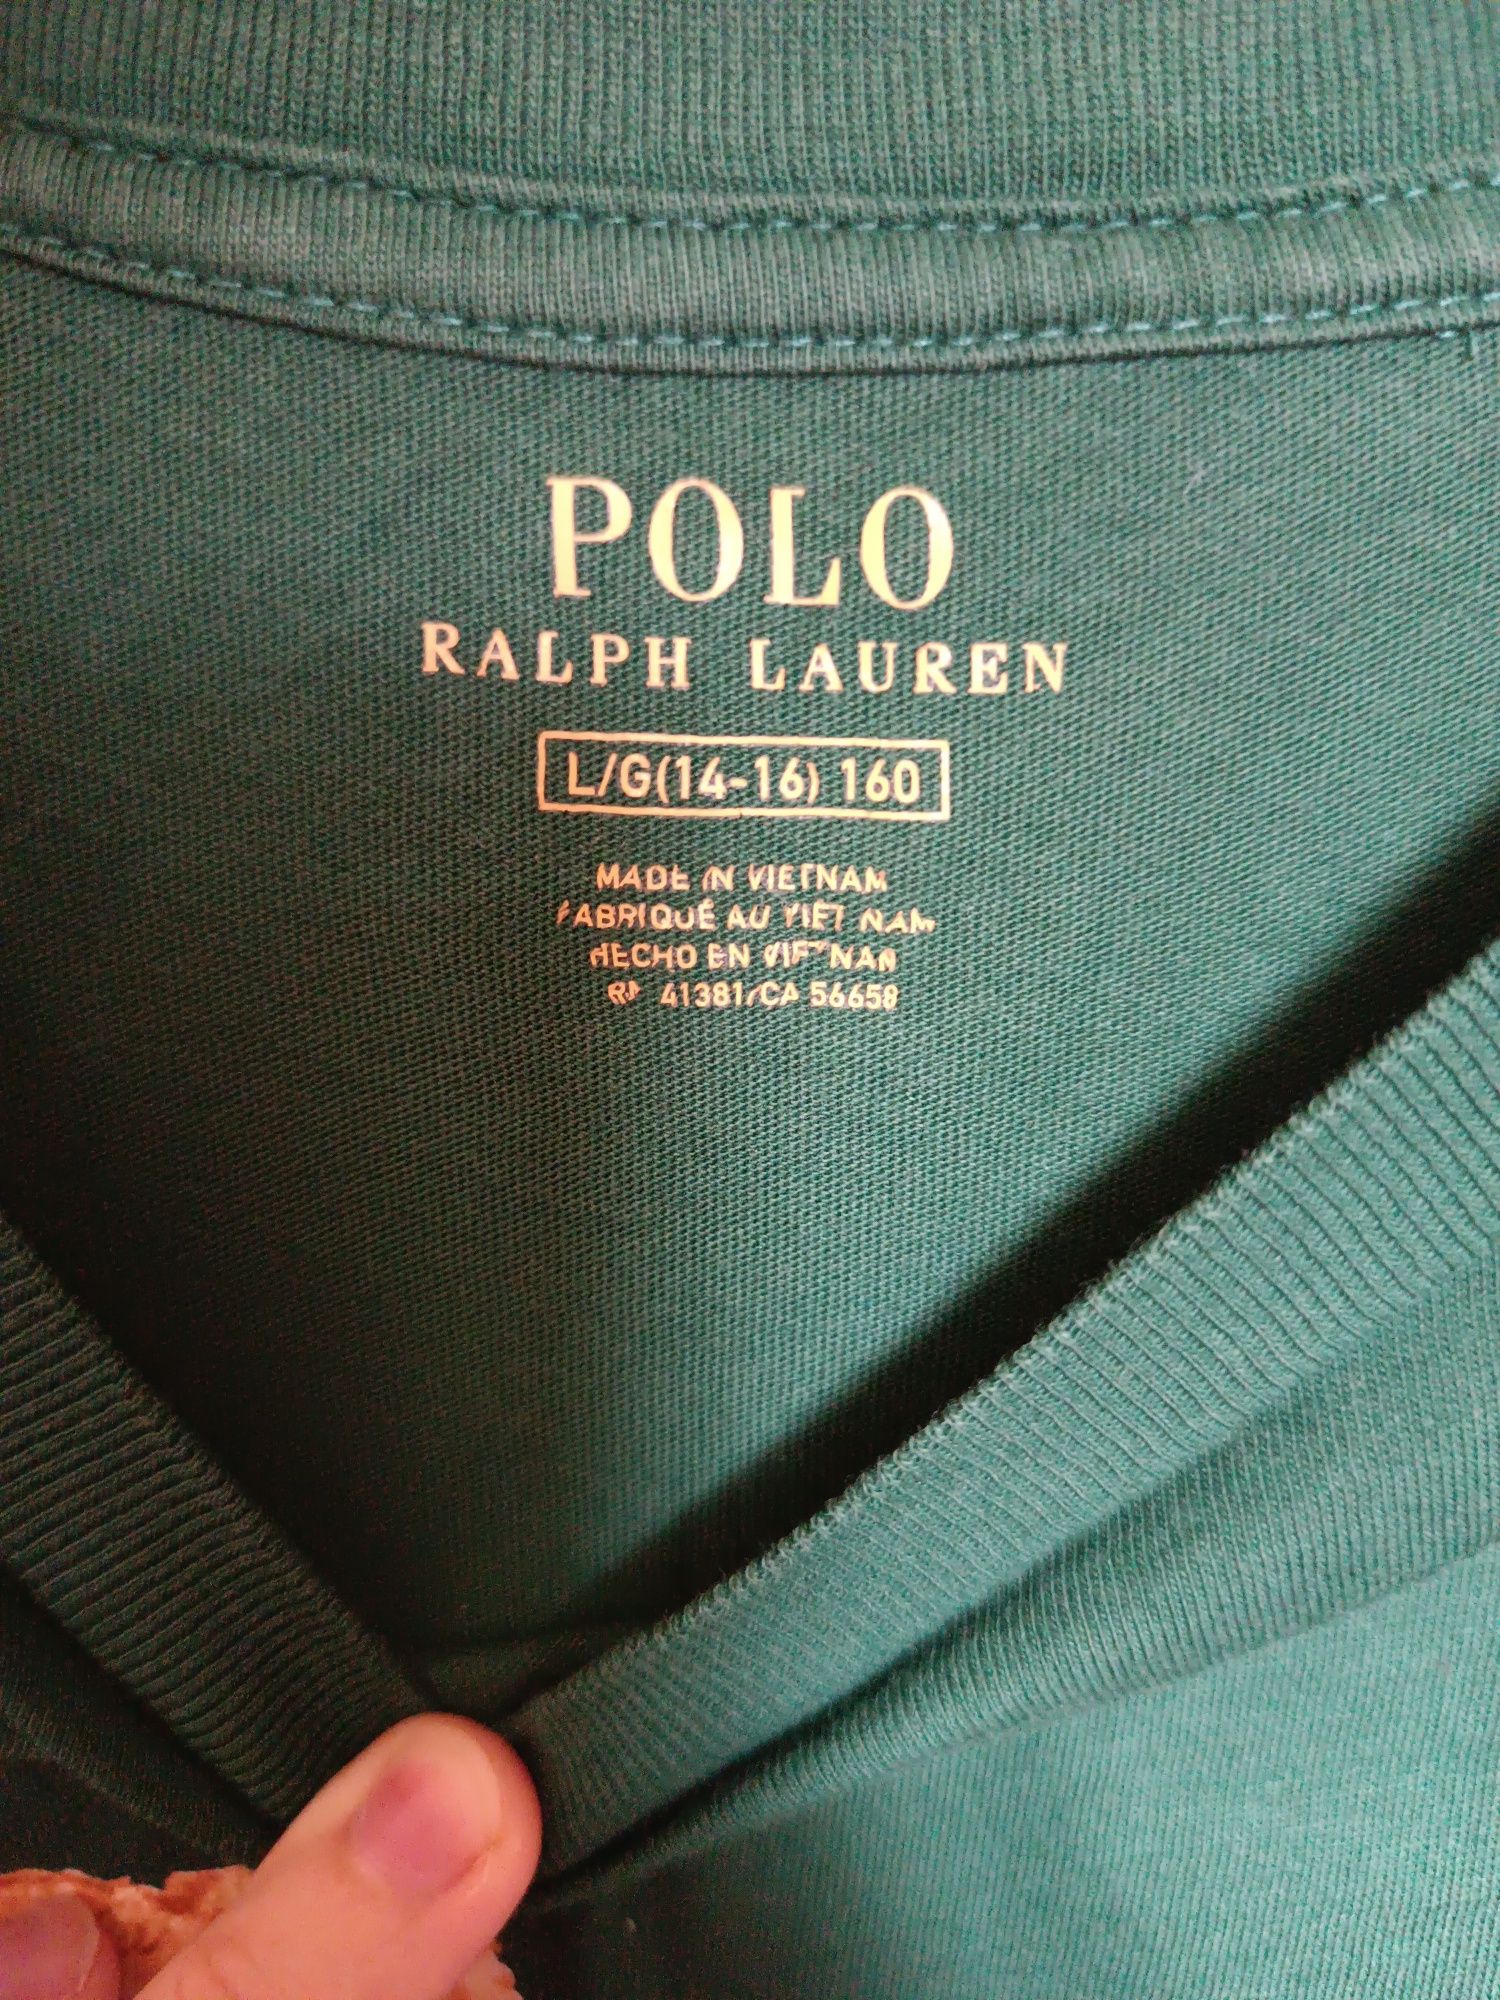 POLO
RALPH LAUREN
L/G(14-16) 160
MADE IN VIETNAM
FABRIQUÉ AU VIET NAM
HECHO EN VIETNAM
41381/CA 56658